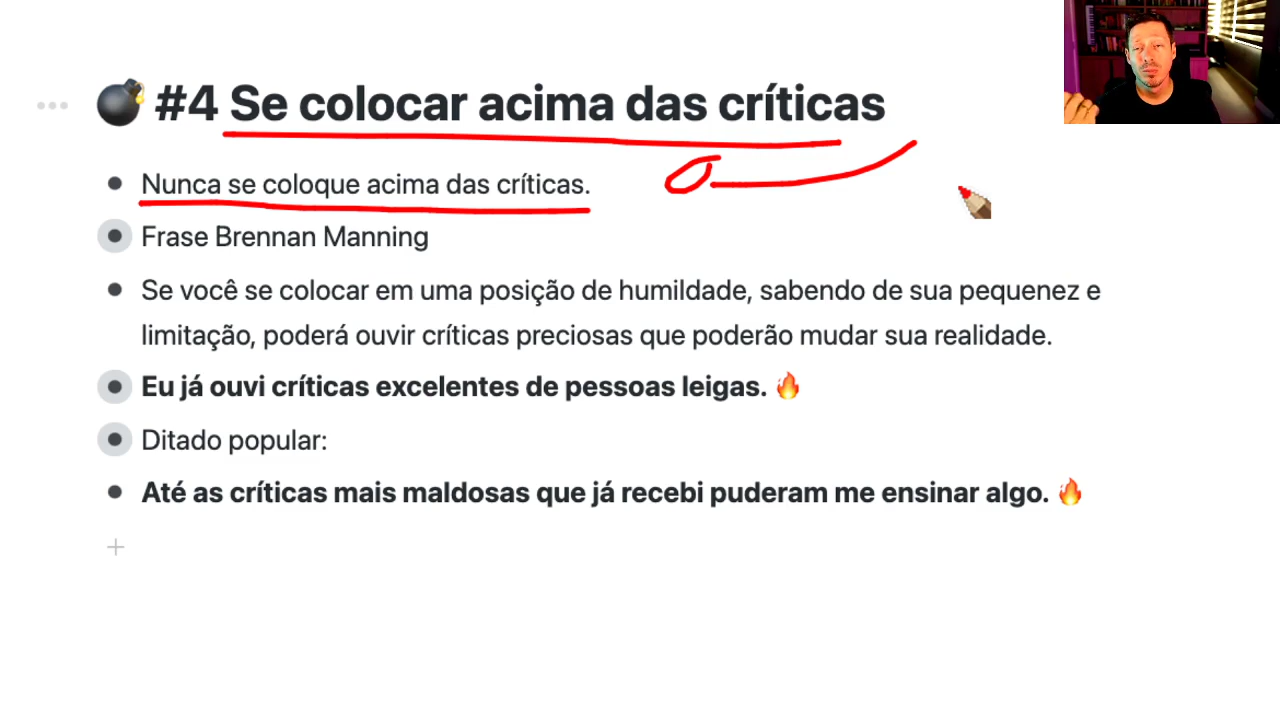 💣 #4 Se colocar acima das críticas
Nunca se coloque acima das críticas.
Frase Brennan Manning
Se você se colocar em uma posição de humildade, sabendo de sua pequenez e
limitação, poderá ouvir críticas preciosas que poderão mudar sua realidade.
Eu já ouvi críticas excelentes de pessoas leigas. 🔥
Ditado popular:
Até as críticas mais maldosas que já recebi puderam me ensinar algo. 🔥